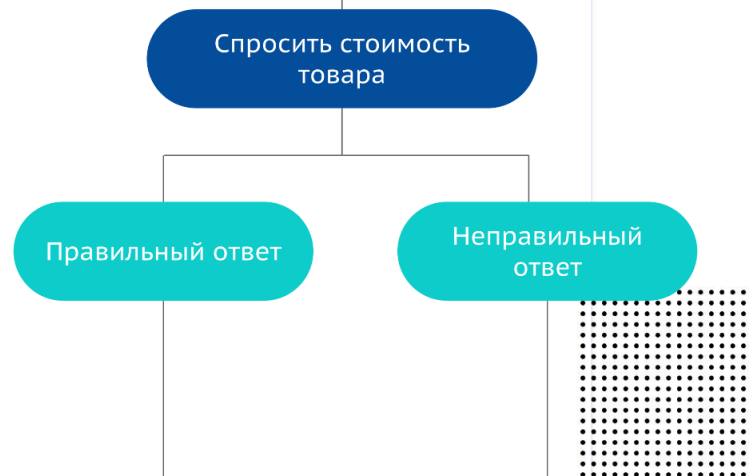 Спросить стоимость
товара
Правильный ответ
Неправильный
ответ